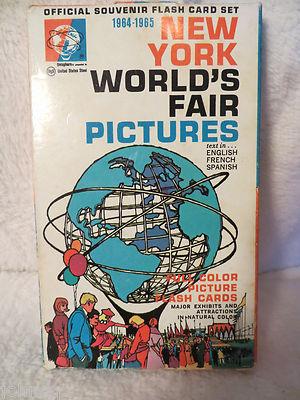 OFFICIAL SOUVENIR FLASH CARD SET
1964-1965
NEW
YORK
WORLD'S
FAIR
PICTURES
United States Steel
text in...
ENGLISH
FRENCH
SPANISH
FULL COLOR
PICTURE
FLASH CARDS
MAJOR EXHIBITS AND
ATTRACTIONS
IN NATURAL COLOR